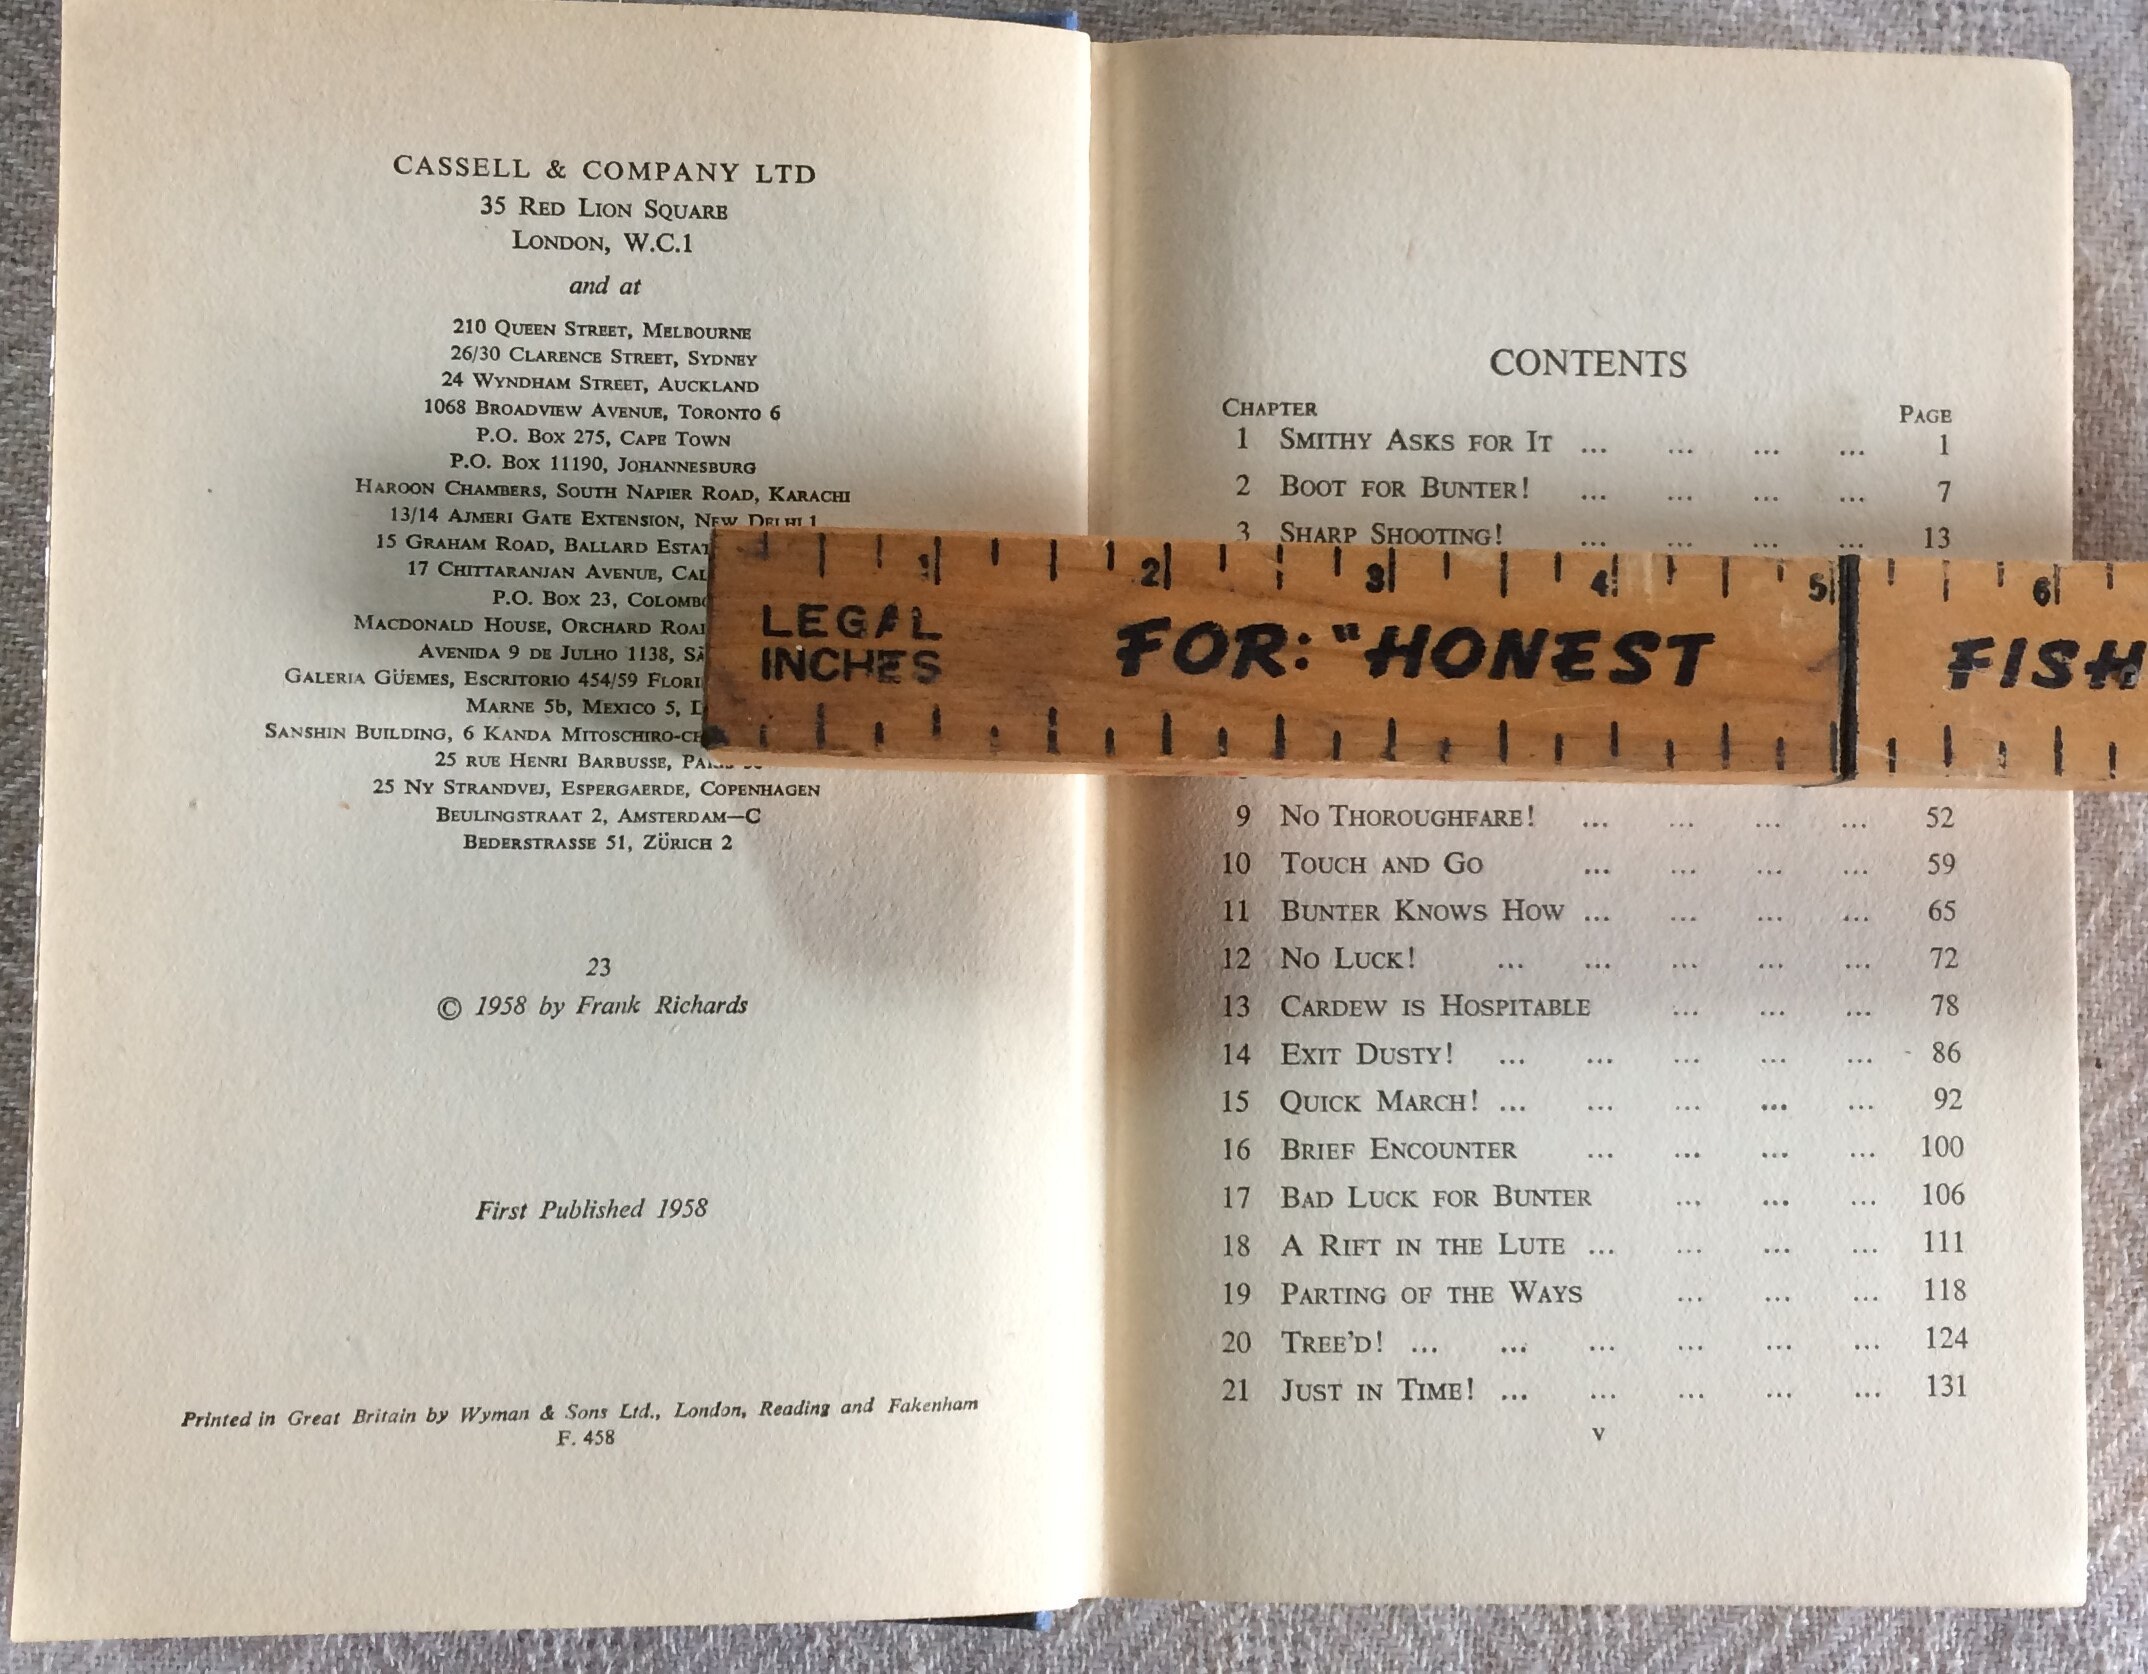 CASSELL & COMPANY LTD
35 RED LION SQUARE
LONDON, W.C.1
and at
210 QUEEN STREET, MELBOURNE
26/30 CLARENCE STREET, SYDNEY
24 WYNDHAM STREET, AUCKLAND
1068 BROADVIEW AVENUE, TORONTO 6
P.O. BOX 275, CAPE TOWN
P.O. BOX 11190, JOHANNESBURG
HAROON CHAMBERS, SOUTH NAPIER ROAD, KARACHI
13/14 AJMERI GATE EXTENSION, NEW DELHI 1
15 GRAHAM ROAD, BALLARD
17 CHITTARANJAN AVENUE,
P.O. BOX 23,
MACDONALD HOUSE, ORCHARD
AVENIDA 9 DE JULHO 1138,
GALERIA GÜEMES, ESCRITORIO 454/59
MARNE 5b, MEXICO 5,
SANSHIN BUILDING, 6 KANDA
25 RUE HENRI BARBUSSE,
25 NY STRANDVEJ, ESPERGAERDE, COPENHAGEN
BEULINGSTRAAT 2, AMSTERDAM—C
BEDERSTRASSE 51, ZÜRICH 2
23
© 1958 by Frank Richards
First Published 1958
Printed in Great Britain by Wyman & Sons Ltd., London, Reading and Fakenham
F. 458
CONTENTS
CHAPTER PAGE
1 SMITHY ASKS FOR IT ... ... ... ... 1
2 BOOT FOR BUNTER! ... ... ... ... 7
3 SHARP SHOOTING! ... ... ... ... 13
1 2 3 4 5 6
LEGAL INCHES FOR: "HONEST FISH
9 NO THOROUGHFARE! ... ... ... ... 52
10 TOUCH AND GO ... ... ... ... 59
11 BUNTER KNOWS HOW ... ... ... ... 65
12 NO LUCK! ... ... ... ... ... 72
13 CARDEW IS HOSPITABLE ... ... ... 78
14 EXIT DUSTY! ... ... ... ... ... 86
15 QUICK MARCH! ... ... ... ... ... 92
16 BRIEF ENCOUNTER ... ... ... ... 100
17 BAD LUCK FOR BUNTER ... ... ... 106
18 A RIFT IN THE LUTE ... ... ... ... 111
19 PARTING OF THE WAYS ... ... ... 118
20 TREE'D! ... ... ... ... ... ... 124
21 JUST IN TIME! ... ... ... ... ... 131
v